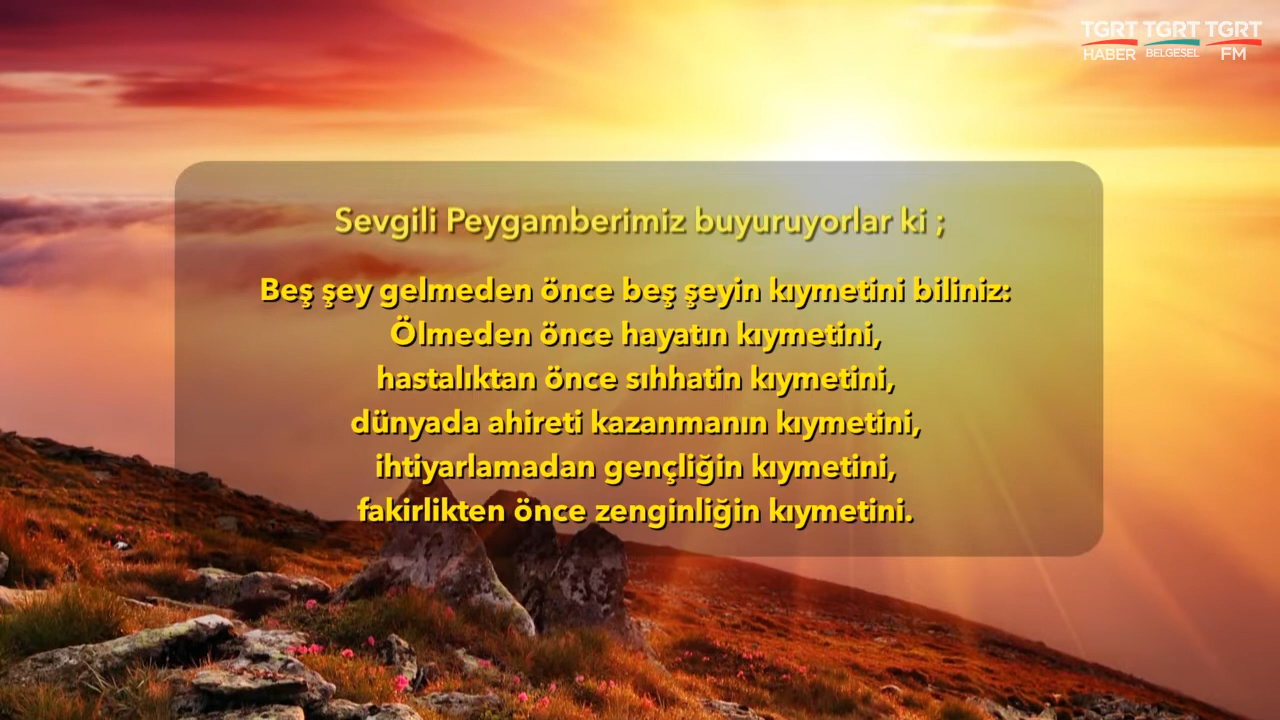 TGRT HABER TGRT BELGESEL TGRT FM
Sevgili Peygamberimiz buyuruyorlar ki ;
Beş şey gelmeden önce beş şeyin kıymetini biliniz:
Ölmeden önce hayatın kıymetini,
hastalıktan önce sıhhatin kıymetini,
dünyada ahireti kazanmanın kıymetini,
ihtiyarlamadan gençliğin kıymetini,
fakirlikten önce zenginliğin kıymetini.